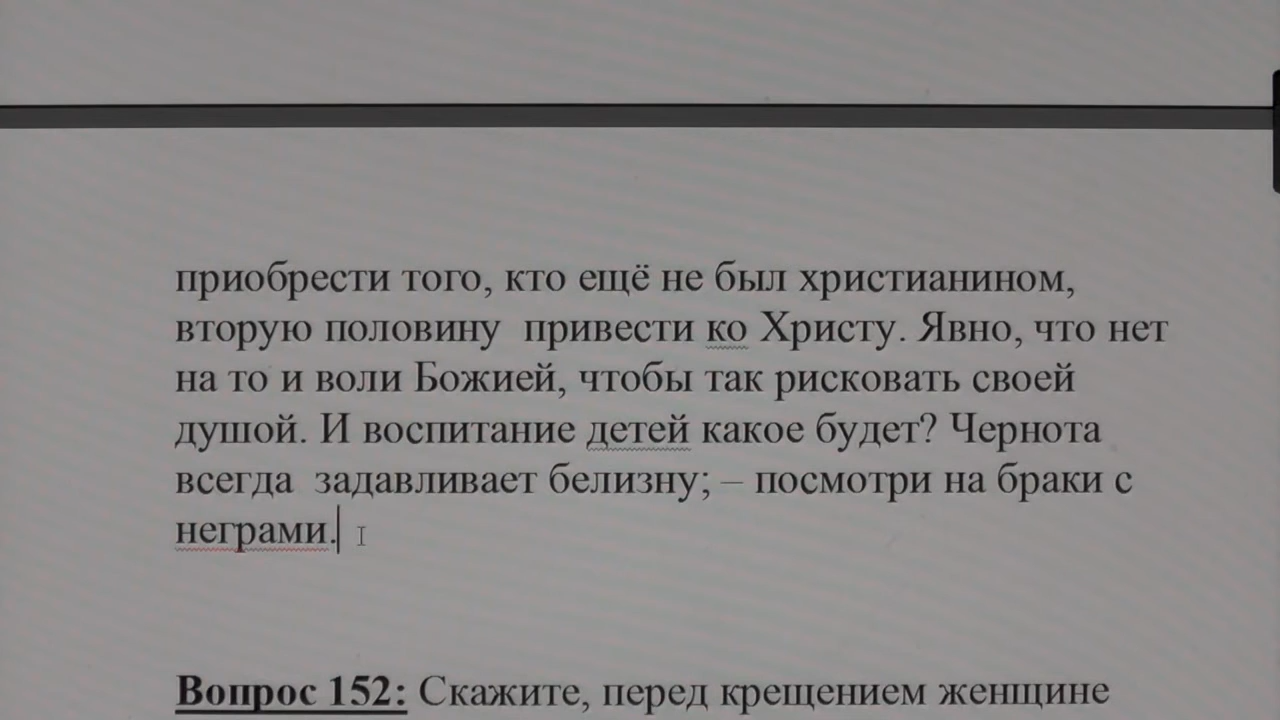 приобрести того, кто ещё не был христианином,
вторую половину  привести ко Христу. Явно, что нет
на то и воли Божией, чтобы так рисковать своей
душой. И воспитание детей какое будет? Чернота
всегда  задавливает белизну; – посмотри на браки с
неграми.
Вопрос 152: Скажите, перед крещением женщине